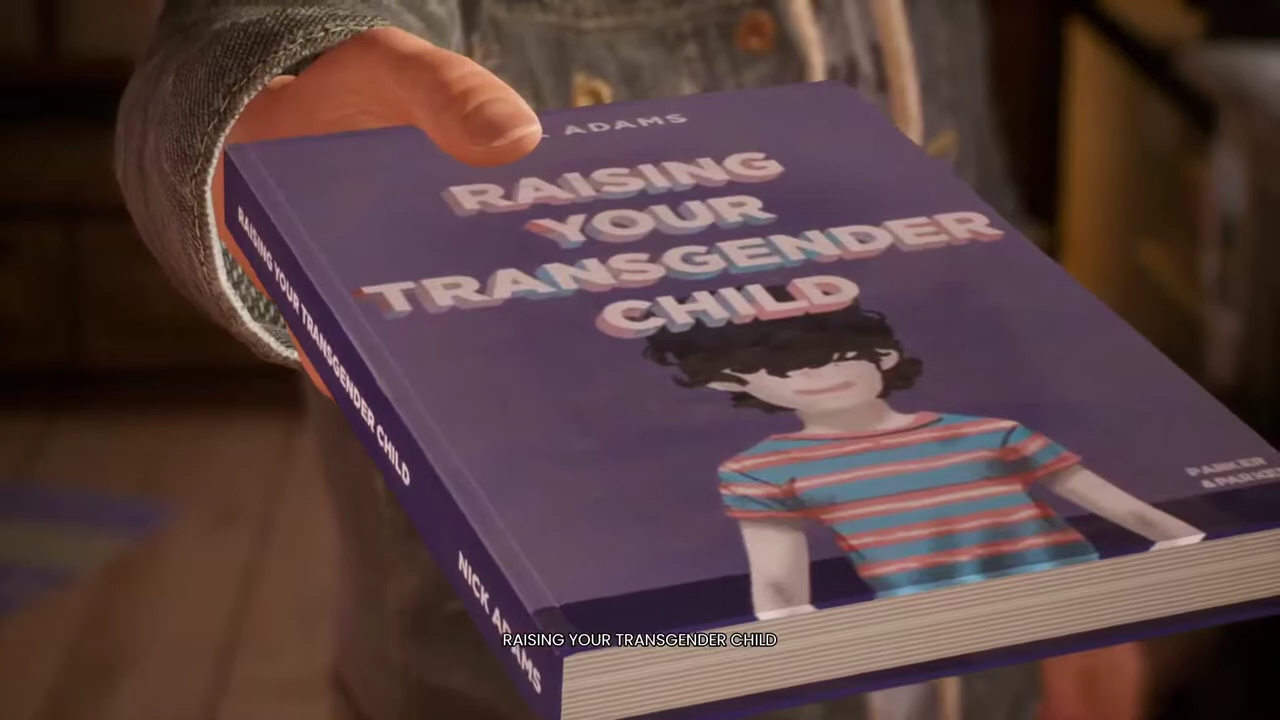 ADAMS
RAISING
YOUR
TRANSGENDER
CHILD
PARKER
RAISING YOUR TRANSGENDER CHILD
NICK ADAMS
RAISING YOUR TRANSGENDER CHILD